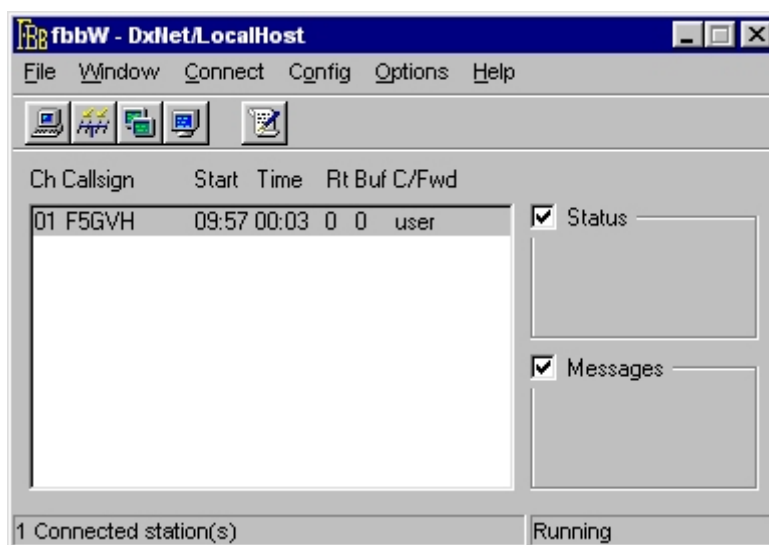 FBB fbbW - DxNet/LocalHost
File Window Connect Config Options Help
Ch Callsign Start Time Rt Buf C/Fwd
01 F5GVH 09:57 00:03 0 0 user
Status
Messages
1 Connected station(s) Running